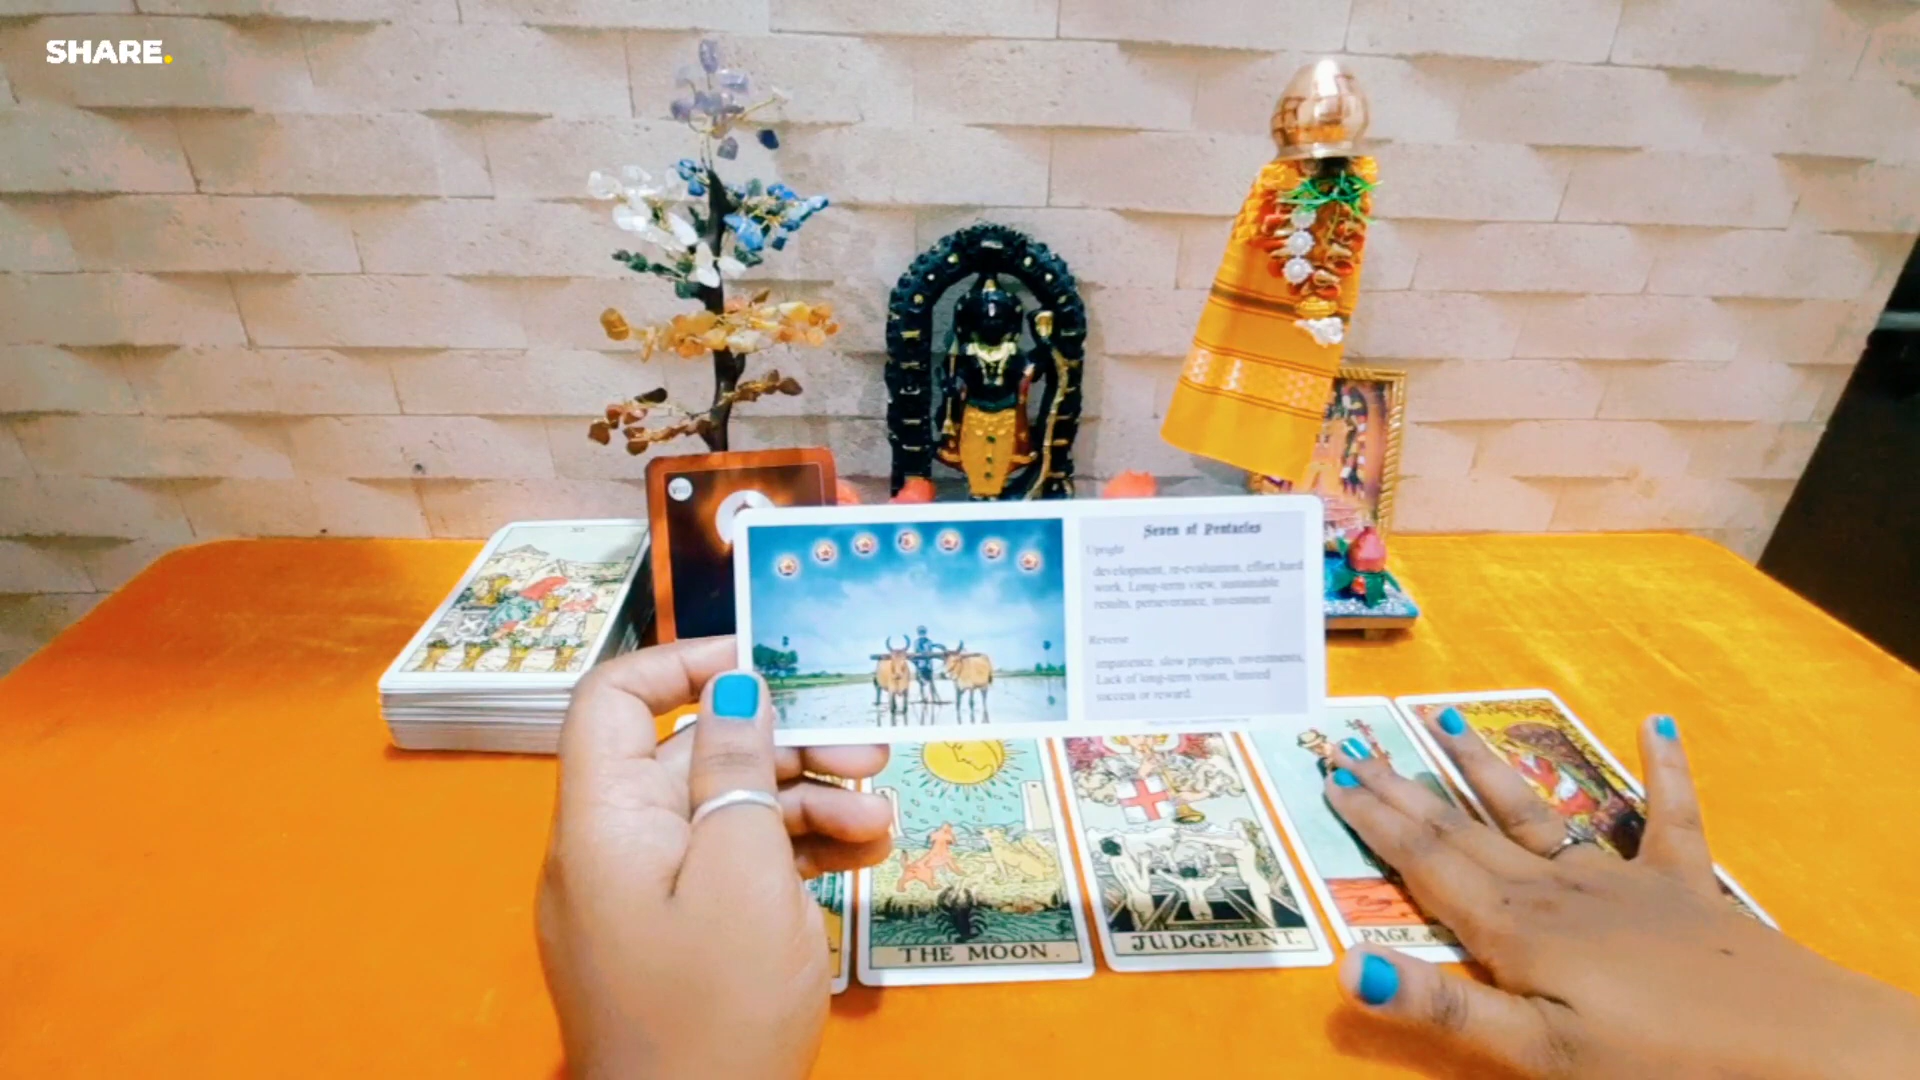 SHARE.
VIII
Seven of Pentacles
Upright
development, re-evaluation, effort,hard
work, Long-term view, sustainable
results, perseverance, investment
Reverse
impatience, slow progress, investments,
Lack of long-term vision, limited
success or reward.
THE MOON.
JUDGEMENT.
PAGE